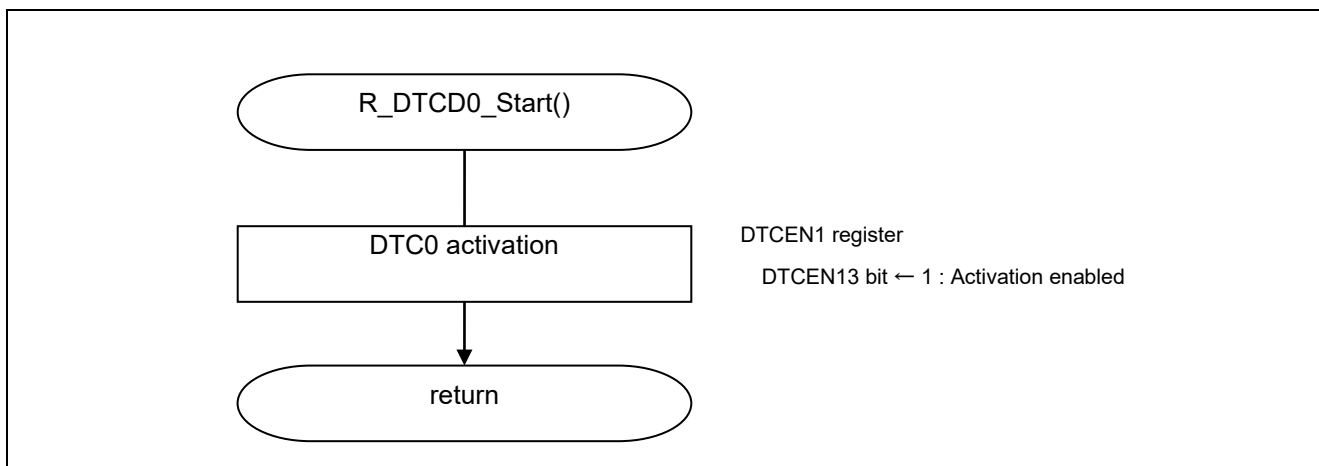 R_DTCD0_Start()
DTC0 activation
DTCEN1 register
DTCEN13 bit ← 1 : Activation enabled
return